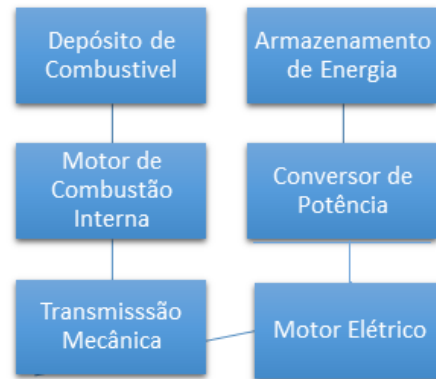 Depósito de
Combustivel
Armazenamento
de Energia
Motor de
Combustão
Interna
Conversor de
Potência
Transmisssão
Mecânica
Motor Elétrico